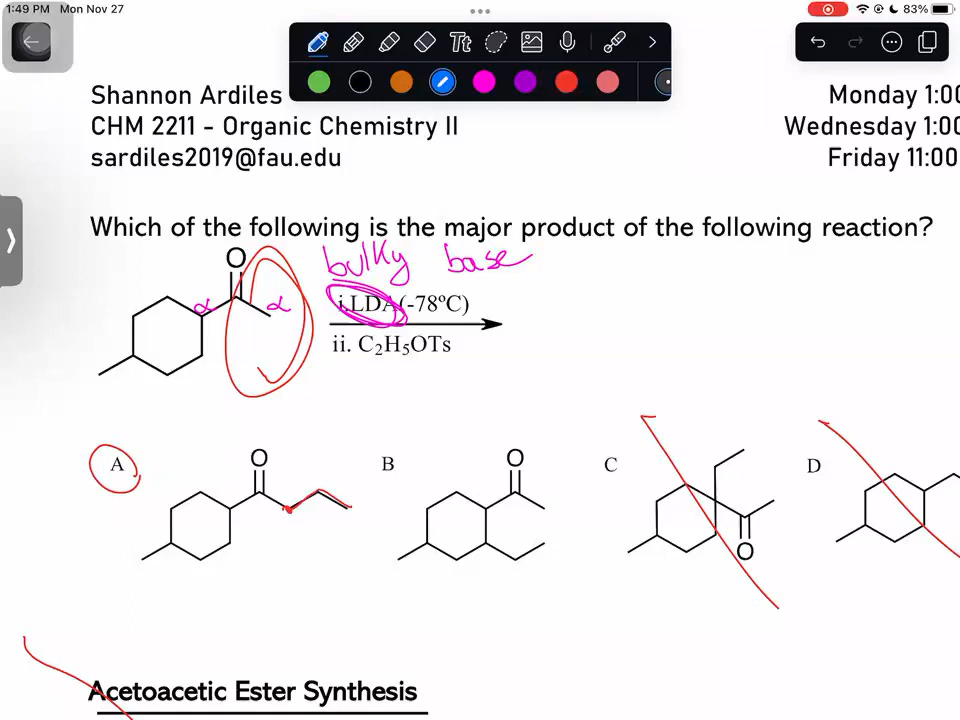 1:49 PM Mon Nov 27
83%
Tt
Shannon Ardiles
Monday 1:00
CHM 2211 - Organic Chemistry II
Wednesday 1:00
sardiles2019@fau.edu
Friday 11:00
Which of the following is the major product of the following reaction?
bulky base
O
α α
i.LDA(-78ºC)
ii. C₂H₅OTs
A
O
B
O
C
O
D
Acetoacetic Ester Synthesis